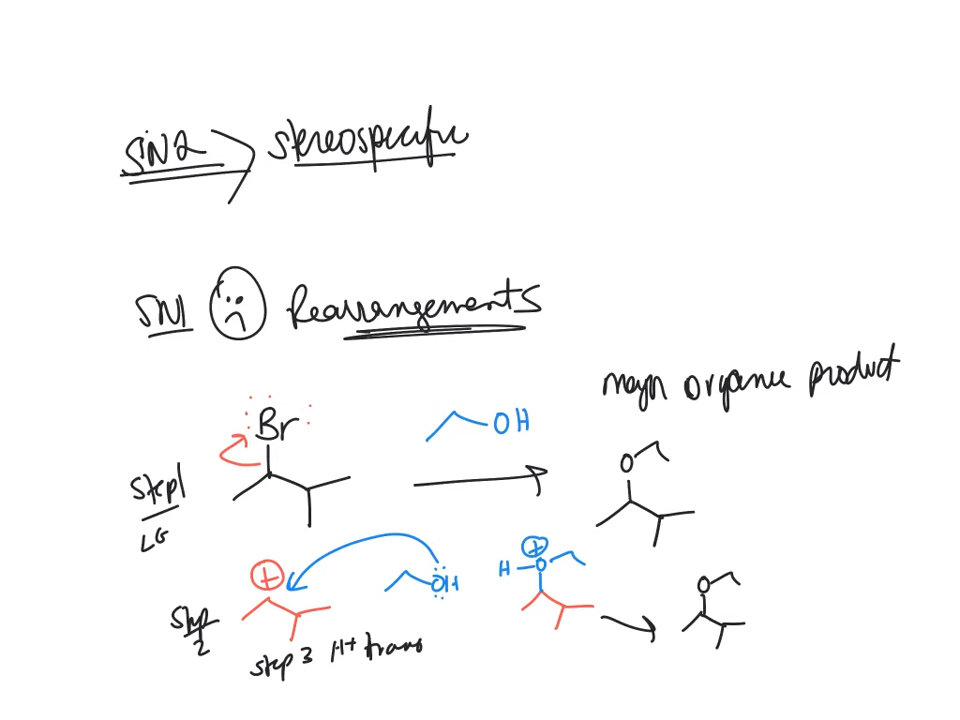 SN2 stereospecific
SN1 Rearrangements
major organic product
Br
OH
O
Step1
LG
+
H-O
OH
O
Step 2
step 3 H+ trans